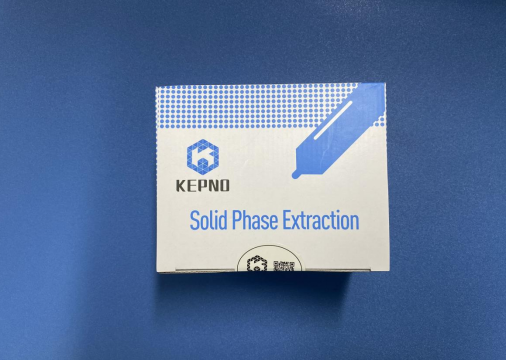 KEPNO
Solid Phase Extraction